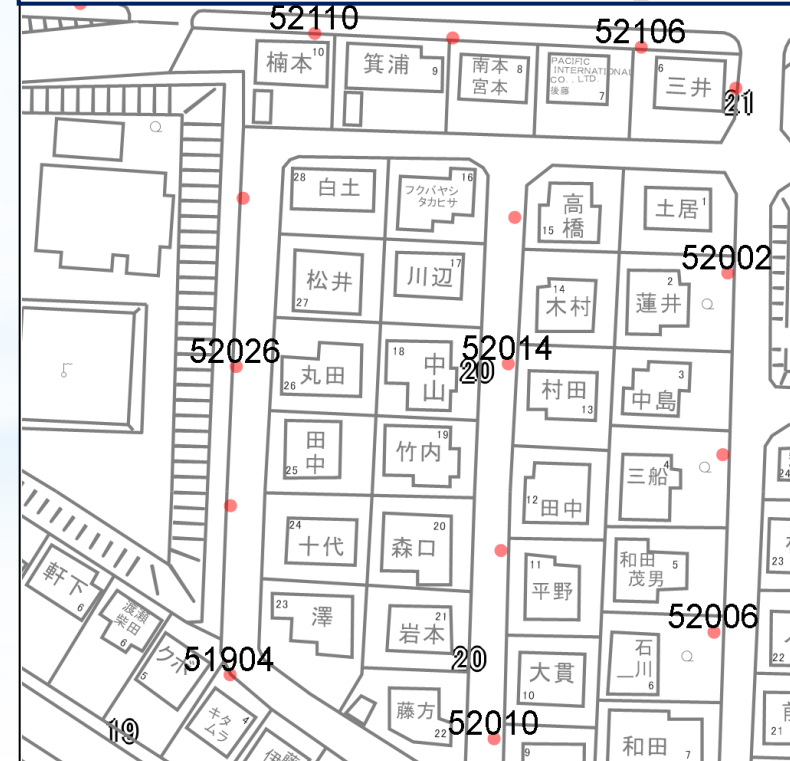 52110
52106
楠本 10
箕浦 9
南本 8
宮本
PACIFIC
INTERNATIONAL
CO., LTD.
後藤
7
6
三井
21
28 白土
16
フクバヤシ
タカヒサ
高橋
15
土居 1
52002
松井
27
17
川辺
14
木村
2
蓮井
52026
52014
20
丸田
26
18
中山
村田
13
3
中島
田中
25
19
竹内
12 田中
三船 4
24
十代
20
森口
11
平野
和田
茂男
5
23
23
澤
21
岩本
20
52006
大貫
10
石川
6
22
軒下
6
渡瀬
柴田
6
クボ
5
51904
キタ
ムラ
4
19
藤方
22
52010
9
和田
7
21